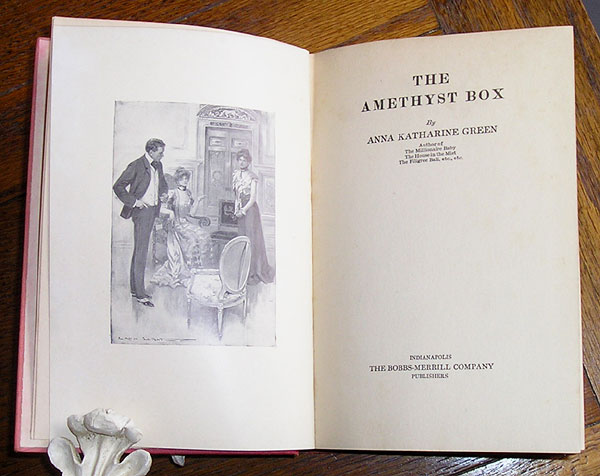 THE
AMETHYST BOX
By
ANNA KATHARINE GREEN
Author of
The Millionaire Baby
The House in the Mist
The Filigree Ball, etc., etc.
INDIANAPOLIS
THE BOBBS-MERRILL COMPANY
PUBLISHERS